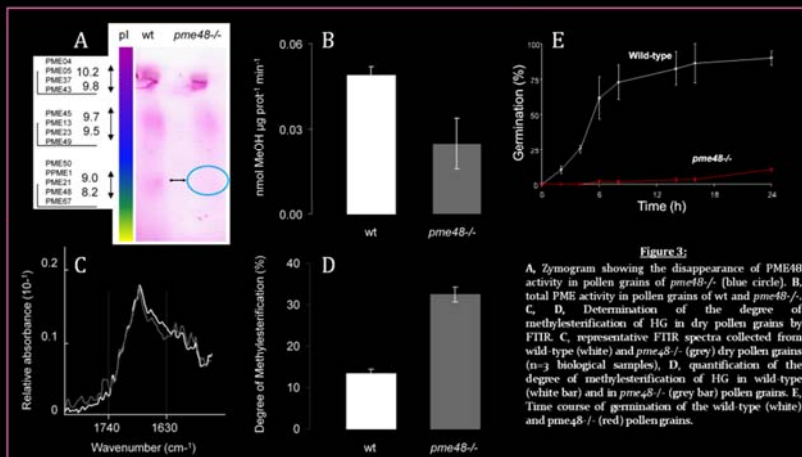 A
pI
wt
pme48-/-
PME04
PME05
PME37
PME43
10.2
9.8
PME45
PME13
PME23
PME49
9.7
9.5
PME50
PPME1
PME21
PME48
PME67
9.0
8.2
B
nmol MeOH µg prot⁻¹ min⁻¹
0.06
0.03
0.00
wt
pme48-/-
E
Germination (%)
100
75
50
25
0
Wild-type
pme48-/-
0
6
12
18
24
Time (h)
C
Relative absorbance (10⁻¹)
0.2
0.1
0
1740
1630
Wavenumber (cm⁻¹)
D
Degree of Methylesterification (%)
40
30
20
10
0
wt
pme48-/-
Figure 3:
A, Zymogram showing the disappearance of PME48
activity in pollen grains of pme48-/- (blue circle). B,
total PME activity in pollen grains of wt and pme48-/-.
C, D, Determination of the degree of
methylesterification of HG in dry pollen grains by
FTIR. C, representative FTIR spectra collected from
wild-type (white) and pme48-/- (grey) dry pollen grains
(n=3 biological samples), D, quantification of the
degree of methylesterification of HG in wild-type
(white bar) and in pme48-/- (grey bar) pollen grains. E,
Time course of germination of the wild-type (white)
and pme48-/- (red) pollen grains.